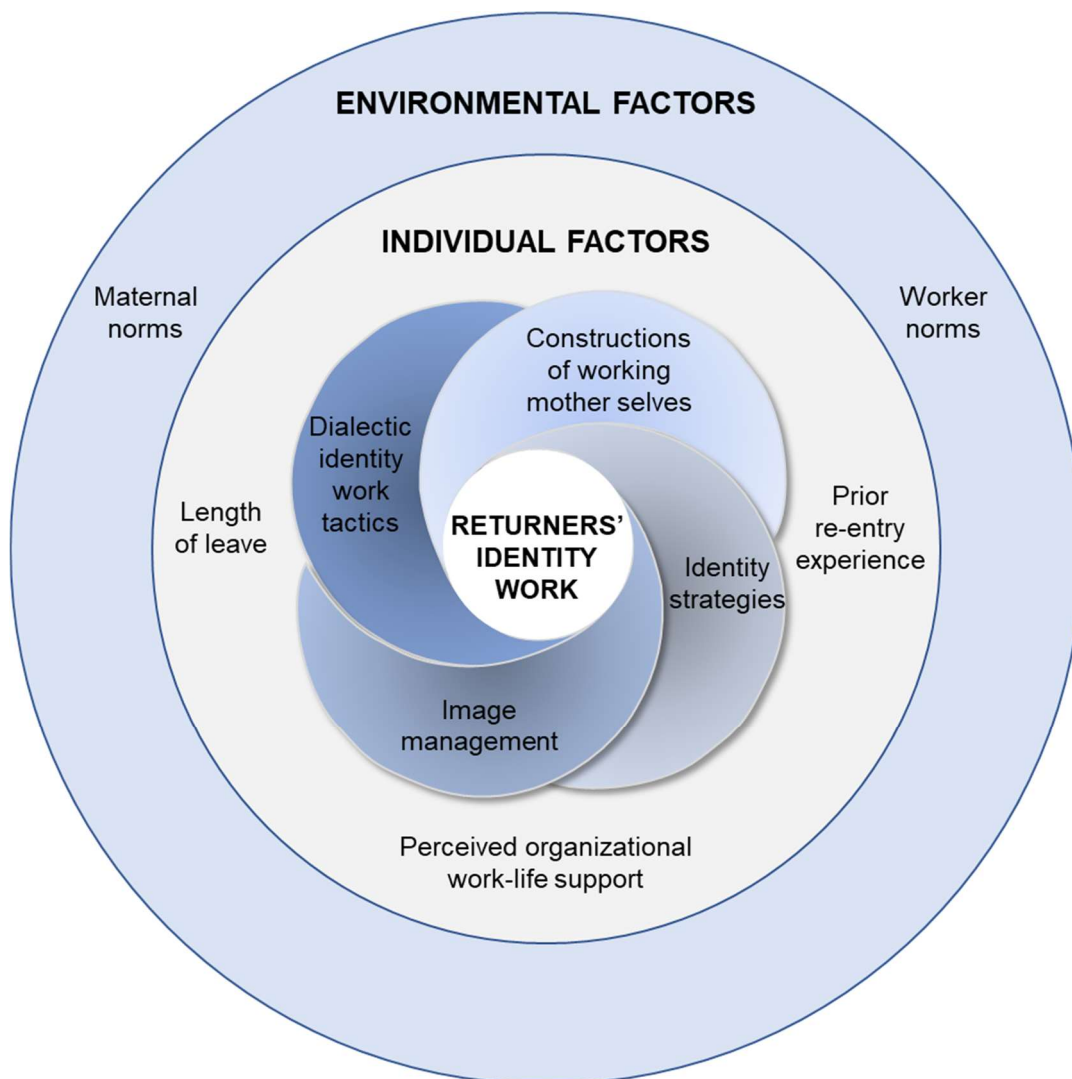 ENVIRONMENTAL FACTORS
INDIVIDUAL FACTORS
Maternal
norms
Worker
norms
Constructions
of working
mother selves
Dialectic
identity
work
tactics
Length
of leave
RETURNERS’
IDENTITY
WORK
Identity
strategies
Prior
re-entry
experience
Image
management
Perceived organizational
work-life support